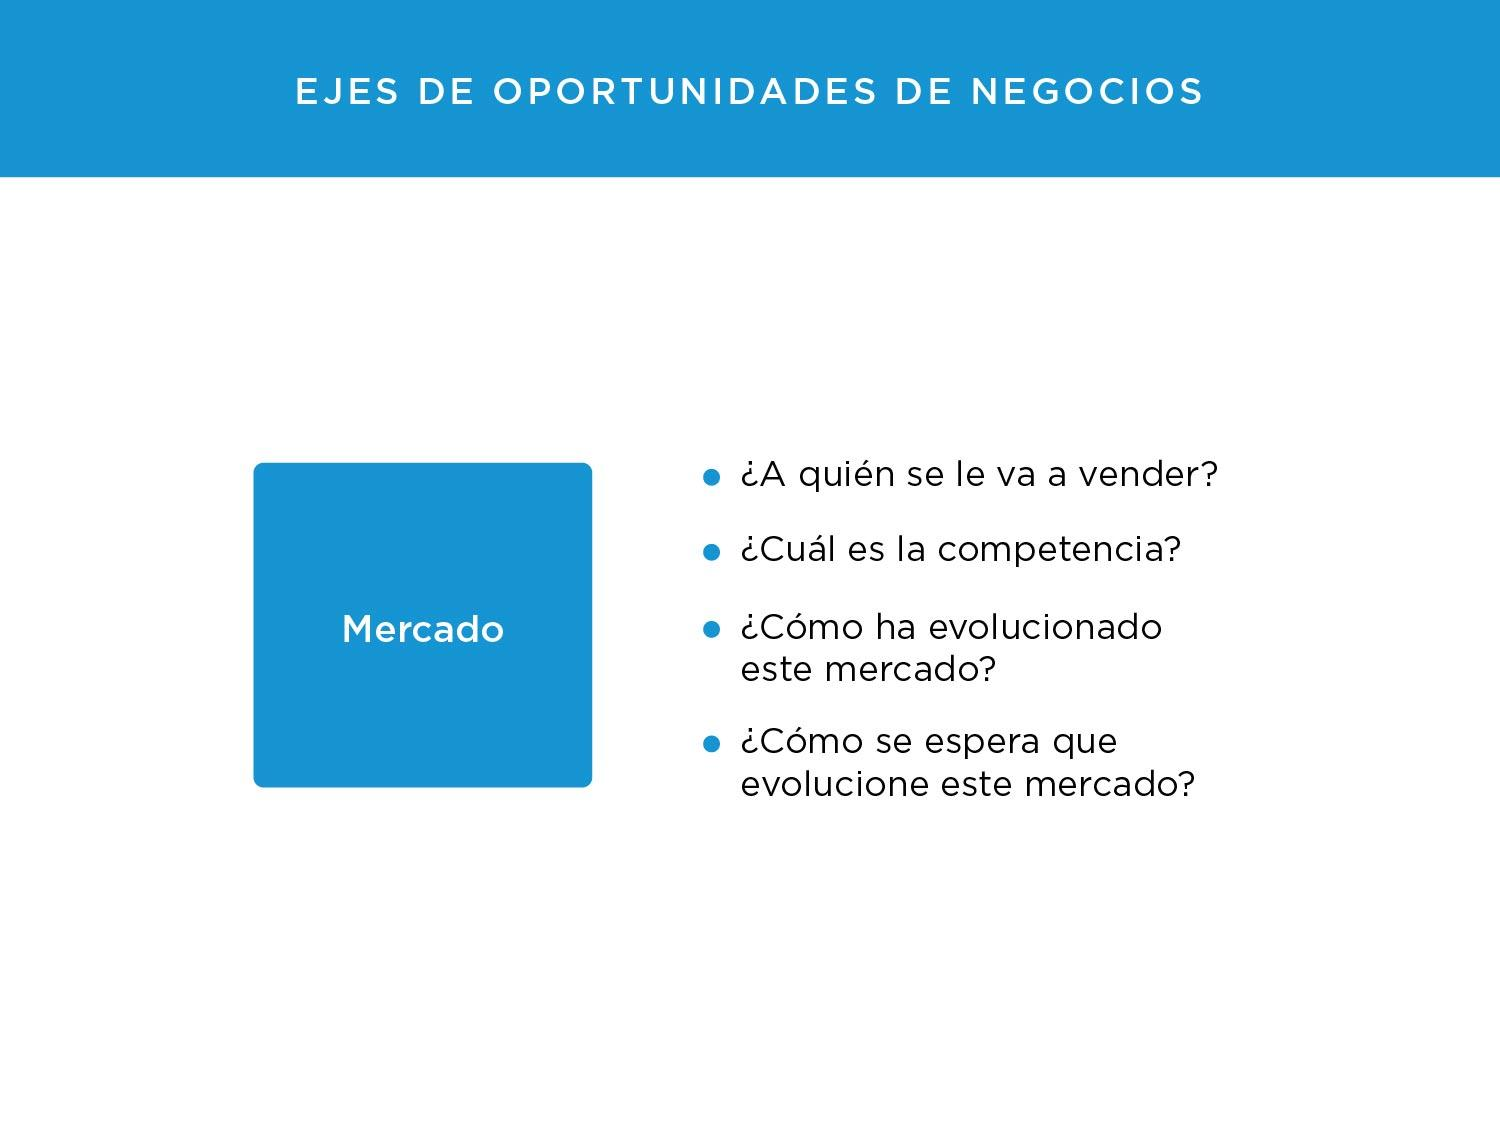 EJES DE OPORTUNIDADES DE NEGOCIOS
Mercado
¿A quién se le va a vender?
¿Cuál es la competencia?
¿Cómo ha evolucionado
este mercado?
¿Cómo se espera que
evolucione este mercado?